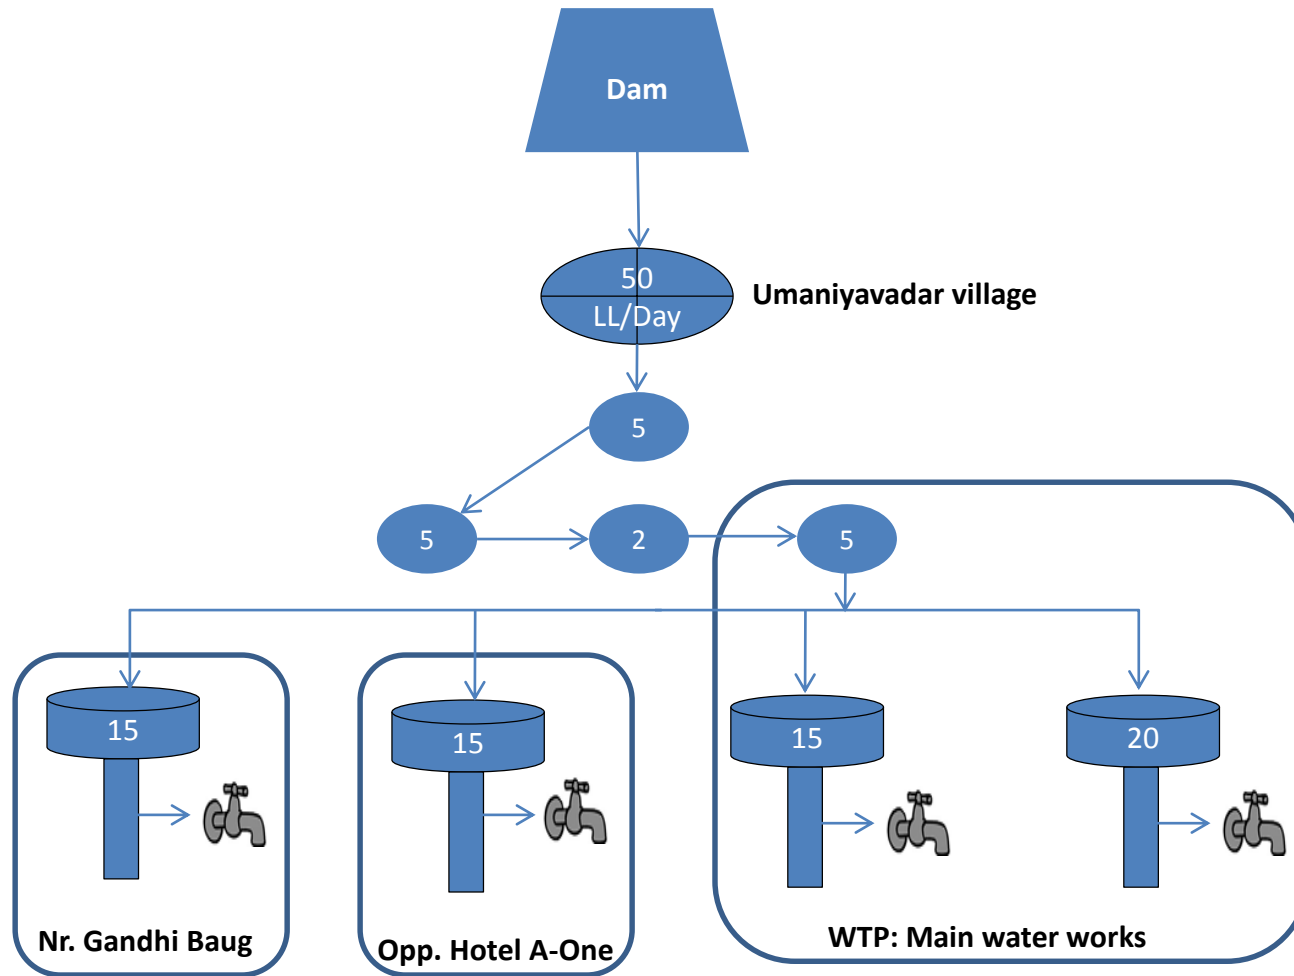 Dam
50
LL/Day
Umaniyavadar village
5
5
2
5
15
15
15
20
Nr. Gandhi Baug
Opp. Hotel A-One
WTP: Main water works